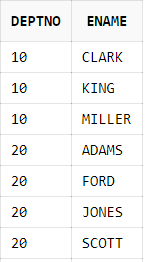 DEPTNO ENAME
10 CLARK
10 KING
10 MILLER
20 ADAMS
20 FORD
20 JONES
20 SCOTT